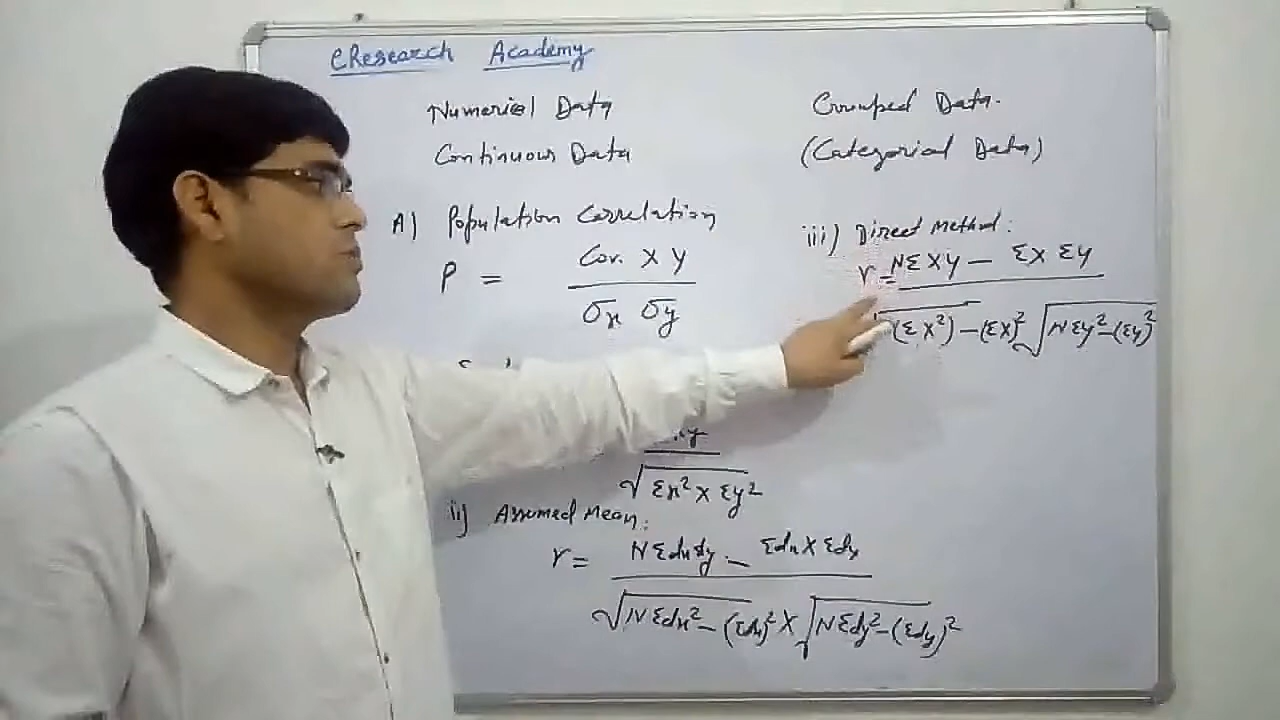 eResearch Academy
Numerical Data
Continuous Data
A) Population Correlation
P = Cov. X Y
σx σy
√Σx² x Σy²
ii) Assumed Mean:
r = NΣdxdy - Σdx X Σdy
√NΣdx² - (Σdx)² X √NΣdy² - (Σdy)²
Grouped Data.
(Categorical Data)
iii) Direct Method:
r = NΣXY - ΣX ΣY
(ΣX²) - (ΣX)² √NΣy² - (Σy)²